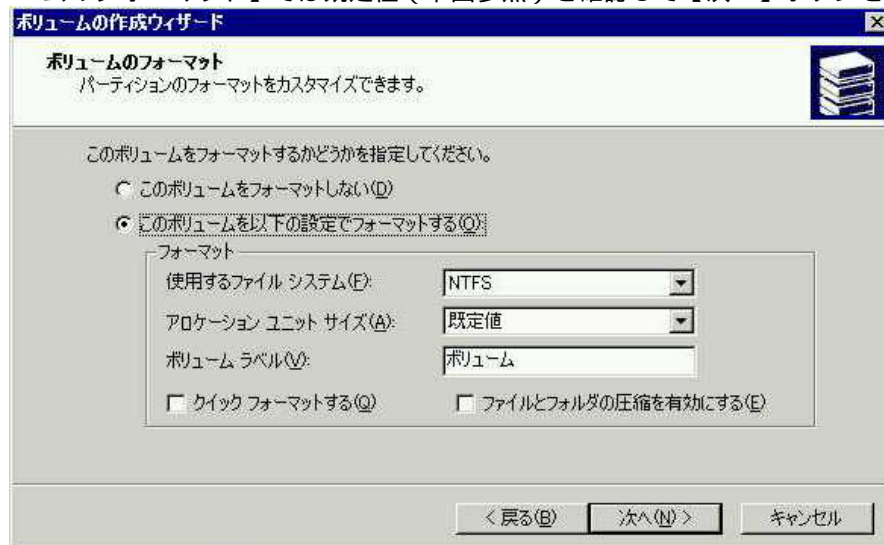 ボリュームの作成ウィザード
ボリュームのフォーマット
パーティションのフォーマットをカスタマイズできます。
このボリュームをフォーマットするかどうかを指定してください。
このボリュームをフォーマットしない(D)
このボリュームを以下の設定でフォーマットする(O):
フォーマット
使用するファイル システム(F): NTFS
アロケーション ユニット サイズ(A): 既定値
ボリューム ラベル(V): ボリューム
クイック フォーマットする(Q) ファイルとフォルダの圧縮を有効にする(E)
< 戻る(B) 次へ(N) > キャンセル